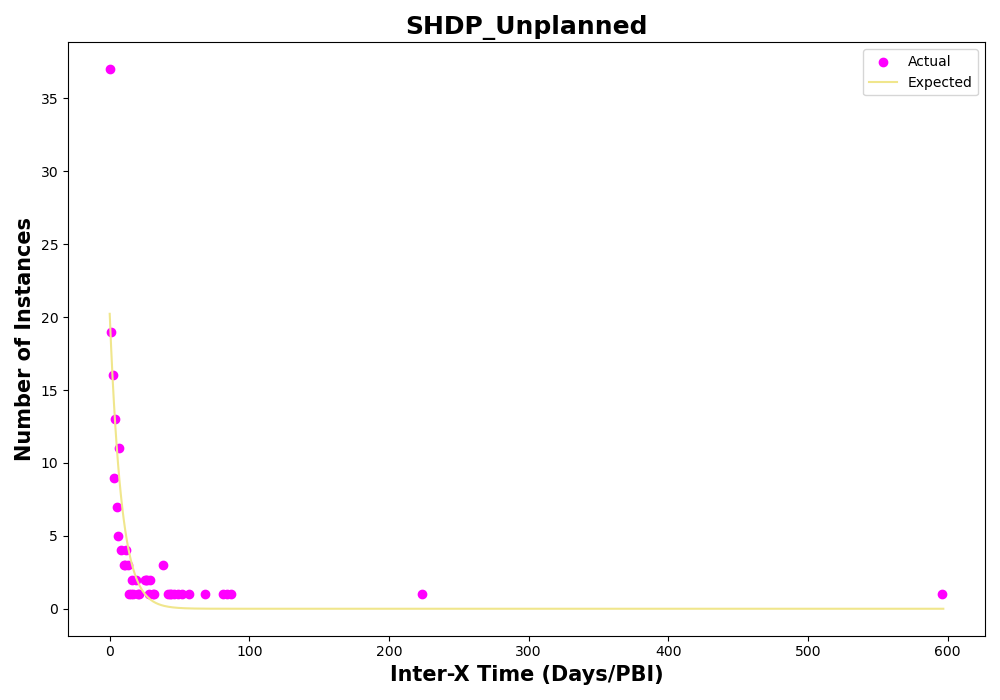 SHDP_Unplanned
Actual
Expected
Number of Instances
35
30
25
20
15
10
5
0
0 100 200 300 400 500 600
Inter-X Time (Days/PBI)